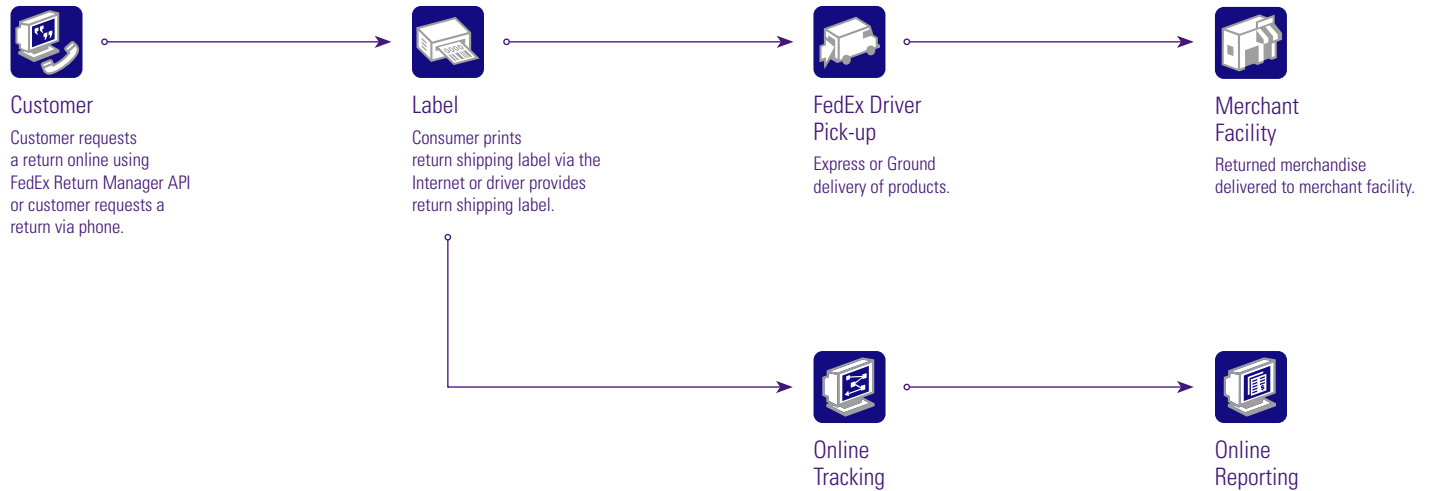 Customer
Customer requests
a return online using
FedEx Return Manager API
or customer requests a
return via phone.
Label
Consumer prints
return shipping label via the
Internet or driver provides
return shipping label.
FedEx Driver
Pick-up
Express or Ground
delivery of products.
Merchant
Facility
Returned merchandise
delivered to merchant facility.
Online
Tracking
Online
Reporting